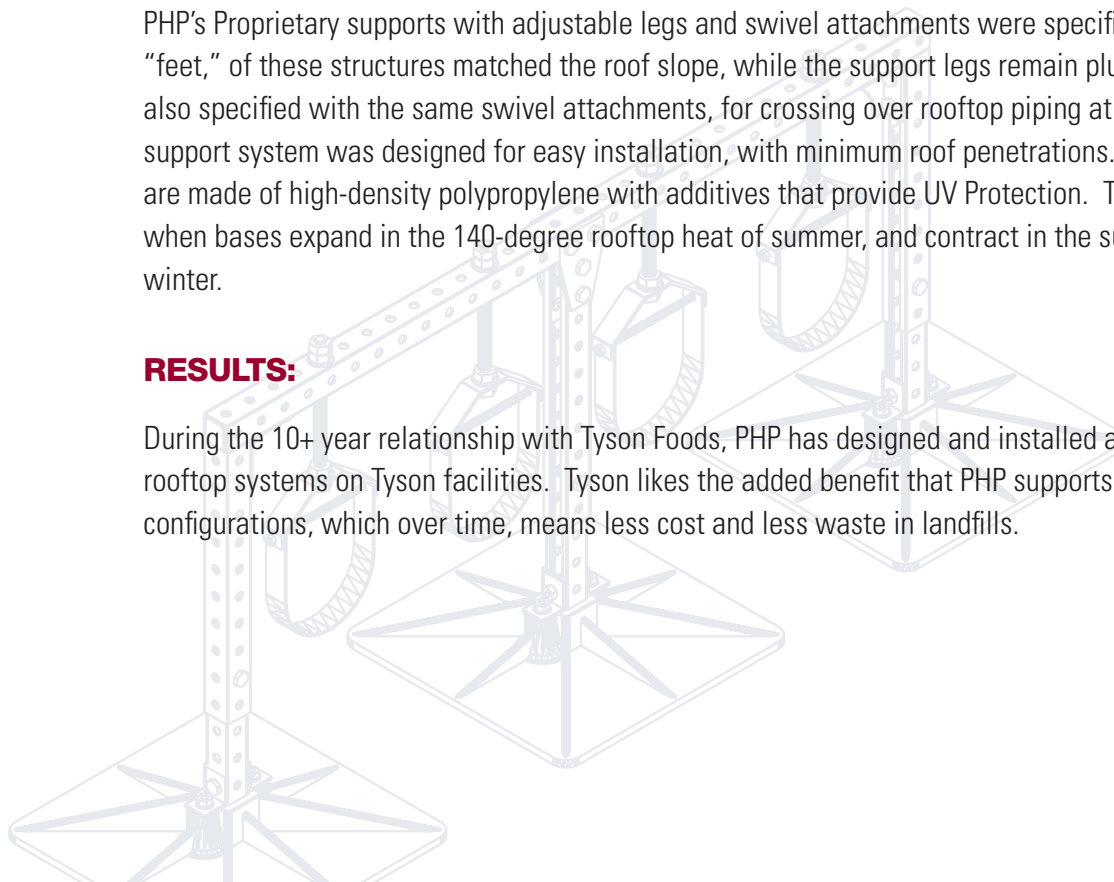 PHP’s Proprietary supports with adjustable legs and swivel attachments were specifi
“feet,” of these structures matched the roof slope, while the support legs remain plu
also specified with the same swivel attachments, for crossing over rooftop piping at
support system was designed for easy installation, with minimum roof penetrations.
are made of high-density polypropylene with additives that provide UV Protection. T
when bases expand in the 140-degree rooftop heat of summer, and contract in the su
winter.
RESULTS:
During the 10+ year relationship with Tyson Foods, PHP has designed and installed a
rooftop systems on Tyson facilities. Tyson likes the added benefit that PHP supports
configurations, which over time, means less cost and less waste in landfills.